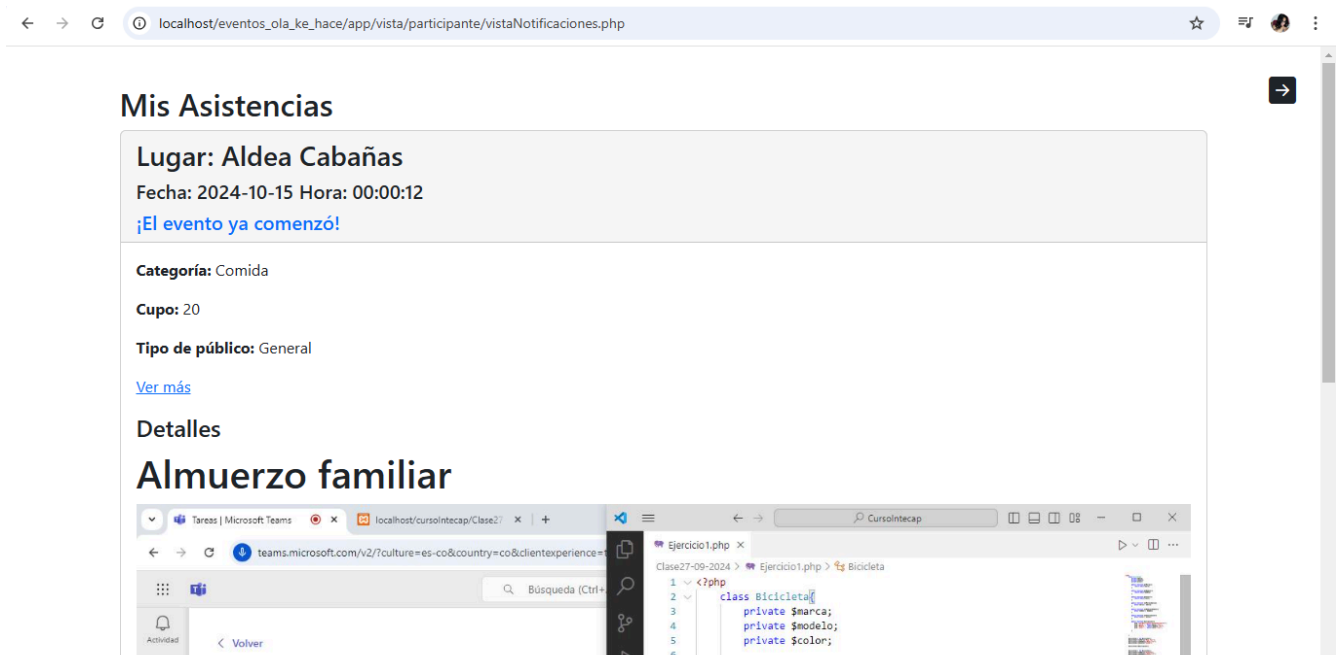 localhost/eventos_ola_ke_hace/app/vista/participante/vistaNotificaciones.php
Mis Asistencias
Lugar: Aldea Cabañas
Fecha: 2024-10-15 Hora: 00:00:12
¡El evento ya comenzó!
Categoría: Comida
Cupo: 20
Tipo de público: General
Ver más
Detalles
Almuerzo familiar
Tareas | Microsoft Teams
localhost/cursoIntecap/Clase27
CursoIntecap
teams.microsoft.com/v2/?culture=es-co&country=co&clientexperience=
Ejercicio1.php
Clase27-09-2024 > Ejercicio1.php > Bicicleta
Búsqueda (Ctrl+
1 <?php
2 class Bicicleta{
3 private $marca;
4 private $modelo;
5 private $color;
6
Actividad
Volver